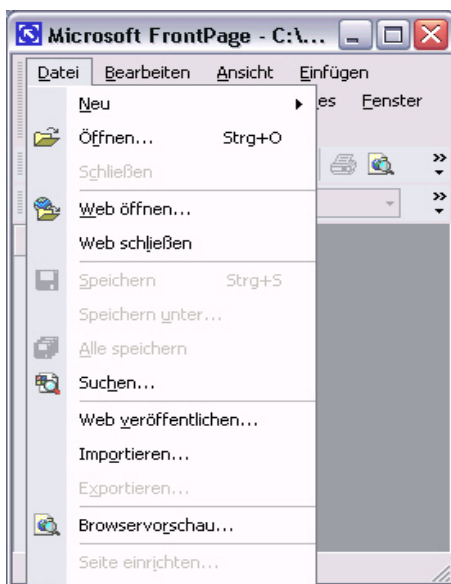 Microsoft FrontPage - C:\...
Datei Bearbeiten Ansicht Einfügen
es Fenster
Neu
Öffnen... Strg+O
Schließen
Web öffnen...
Web schließen
Speichern Strg+S
Speichern unter...
Alle speichern
Suchen...
Web veröffentlichen...
Importieren...
Exportieren...
Browservorschau...
Seite einrichten...